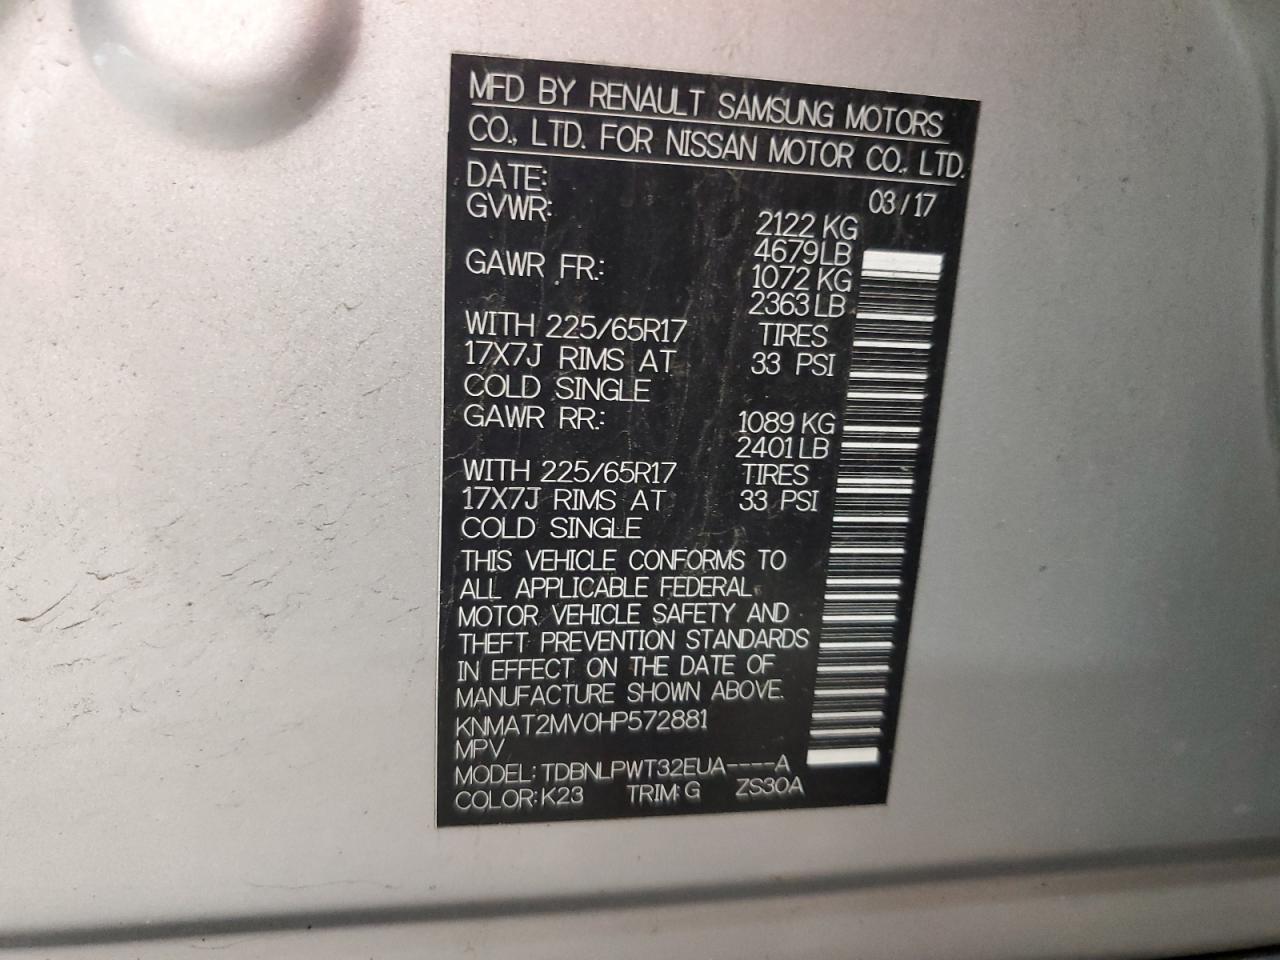 MFD BY RENAULT SAMSUNG MOTORS
CO., LTD. FOR NISSAN MOTOR CO., LTD.
DATE: 03/17
GVWR: 2122 KG
4679 LB
GAWR FR.: 1072 KG
2363 LB
WITH 225/65R17 TIRES
17X7J RIMS AT 33 PSI
COLD SINGLE
GAWR RR.: 1089 KG
2401 LB
WITH 225/65R17 TIRES
17X7J RIMS AT 33 PSI
COLD SINGLE
THIS VEHICLE CONFORMS TO
ALL APPLICABLE FEDERAL
MOTOR VEHICLE SAFETY AND
THEFT PREVENTION STANDARDS
IN EFFECT ON THE DATE OF
MANUFACTURE SHOWN ABOVE.
KNMAT2MV0HP572881
MPV
MODEL: TDBNLPWT32EUA----A
COLOR: K23 TRIM: G ZS30A